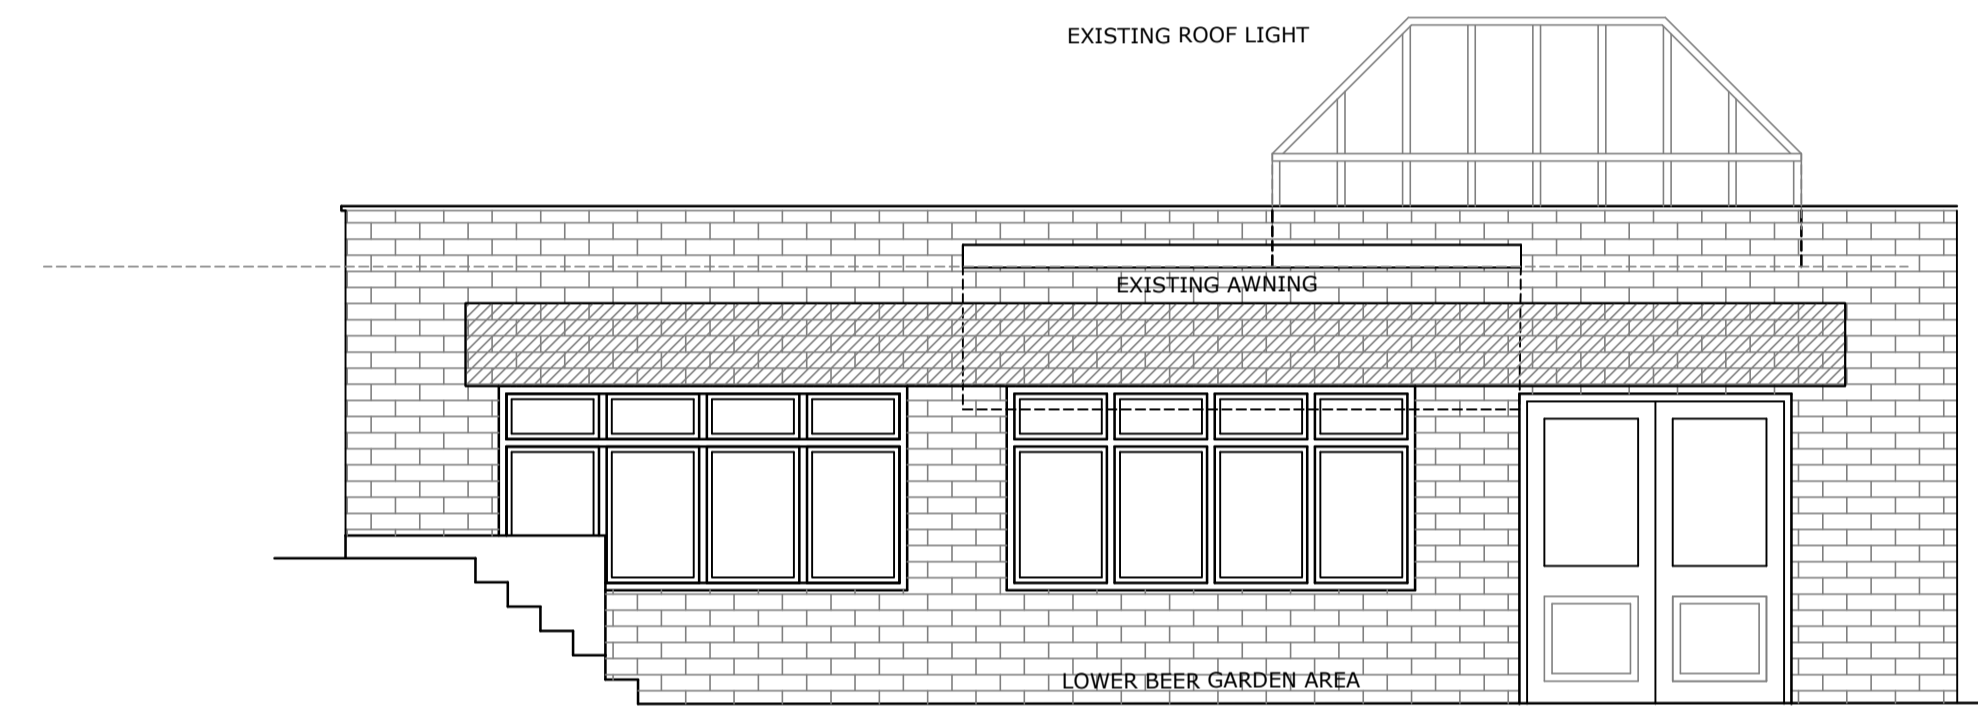 EXISTING ROOF LIGHT
EXISTING AWNING
LOWER BEER GARDEN AREA